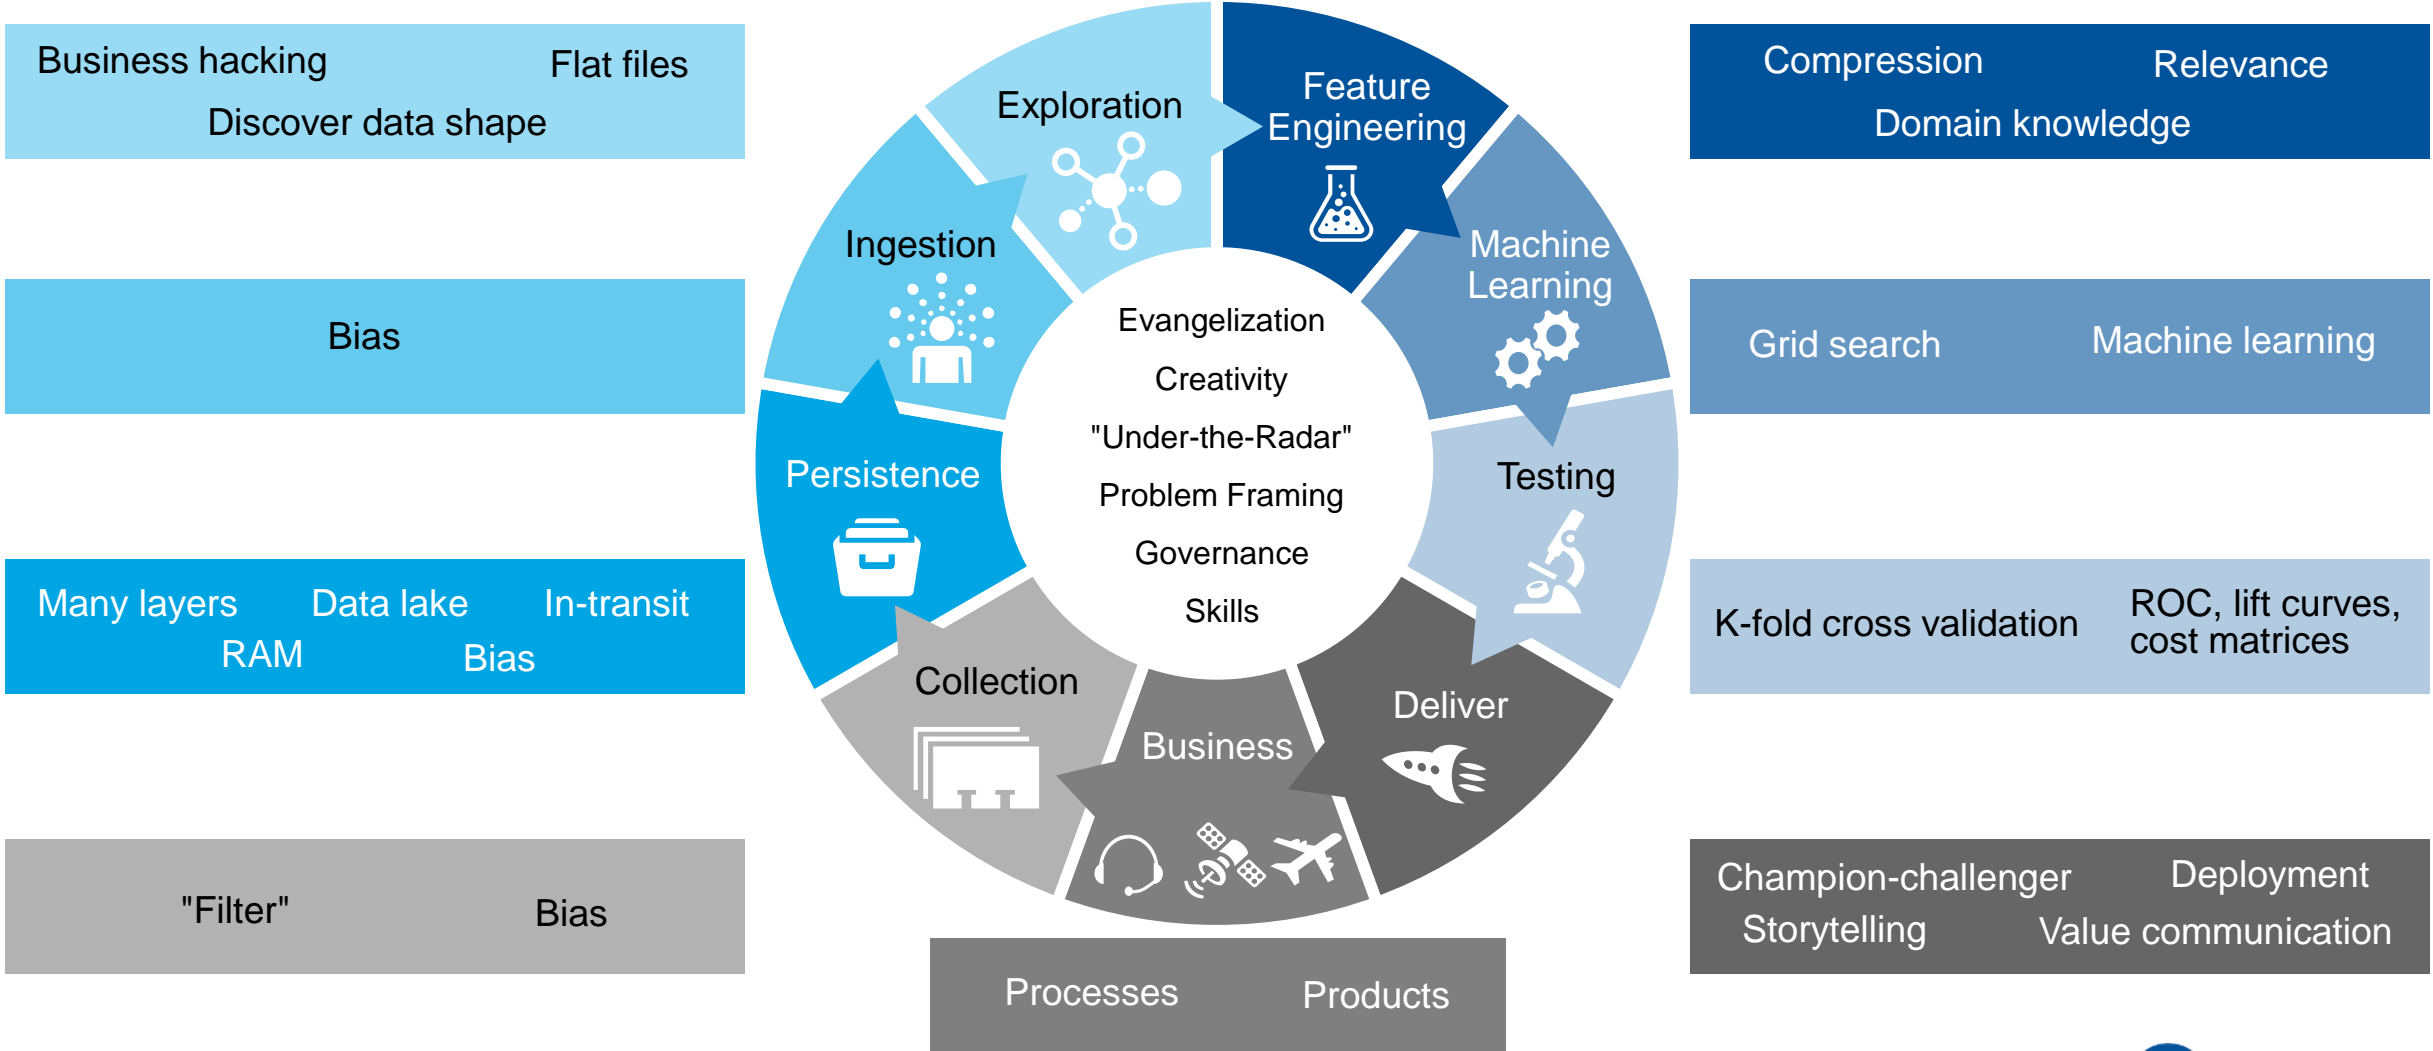 Business hacking
Flat files
Discover data shape
Bias
Many layers
Data lake
In-transit
RAM
Bias
"Filter"
Bias
Exploration
Feature
Engineering
Ingestion
Machine
Learning
Persistence
Testing
Collection
Deliver
Business
Evangelization
Creativity
"Under-the-Radar"
Problem Framing
Governance
Skills
Processes
Products
Compression
Relevance
Domain knowledge
Grid search
Machine learning
K-fold cross validation
ROC, lift curves,
cost matrices
Champion-challenger
Deployment
Storytelling
Value communication